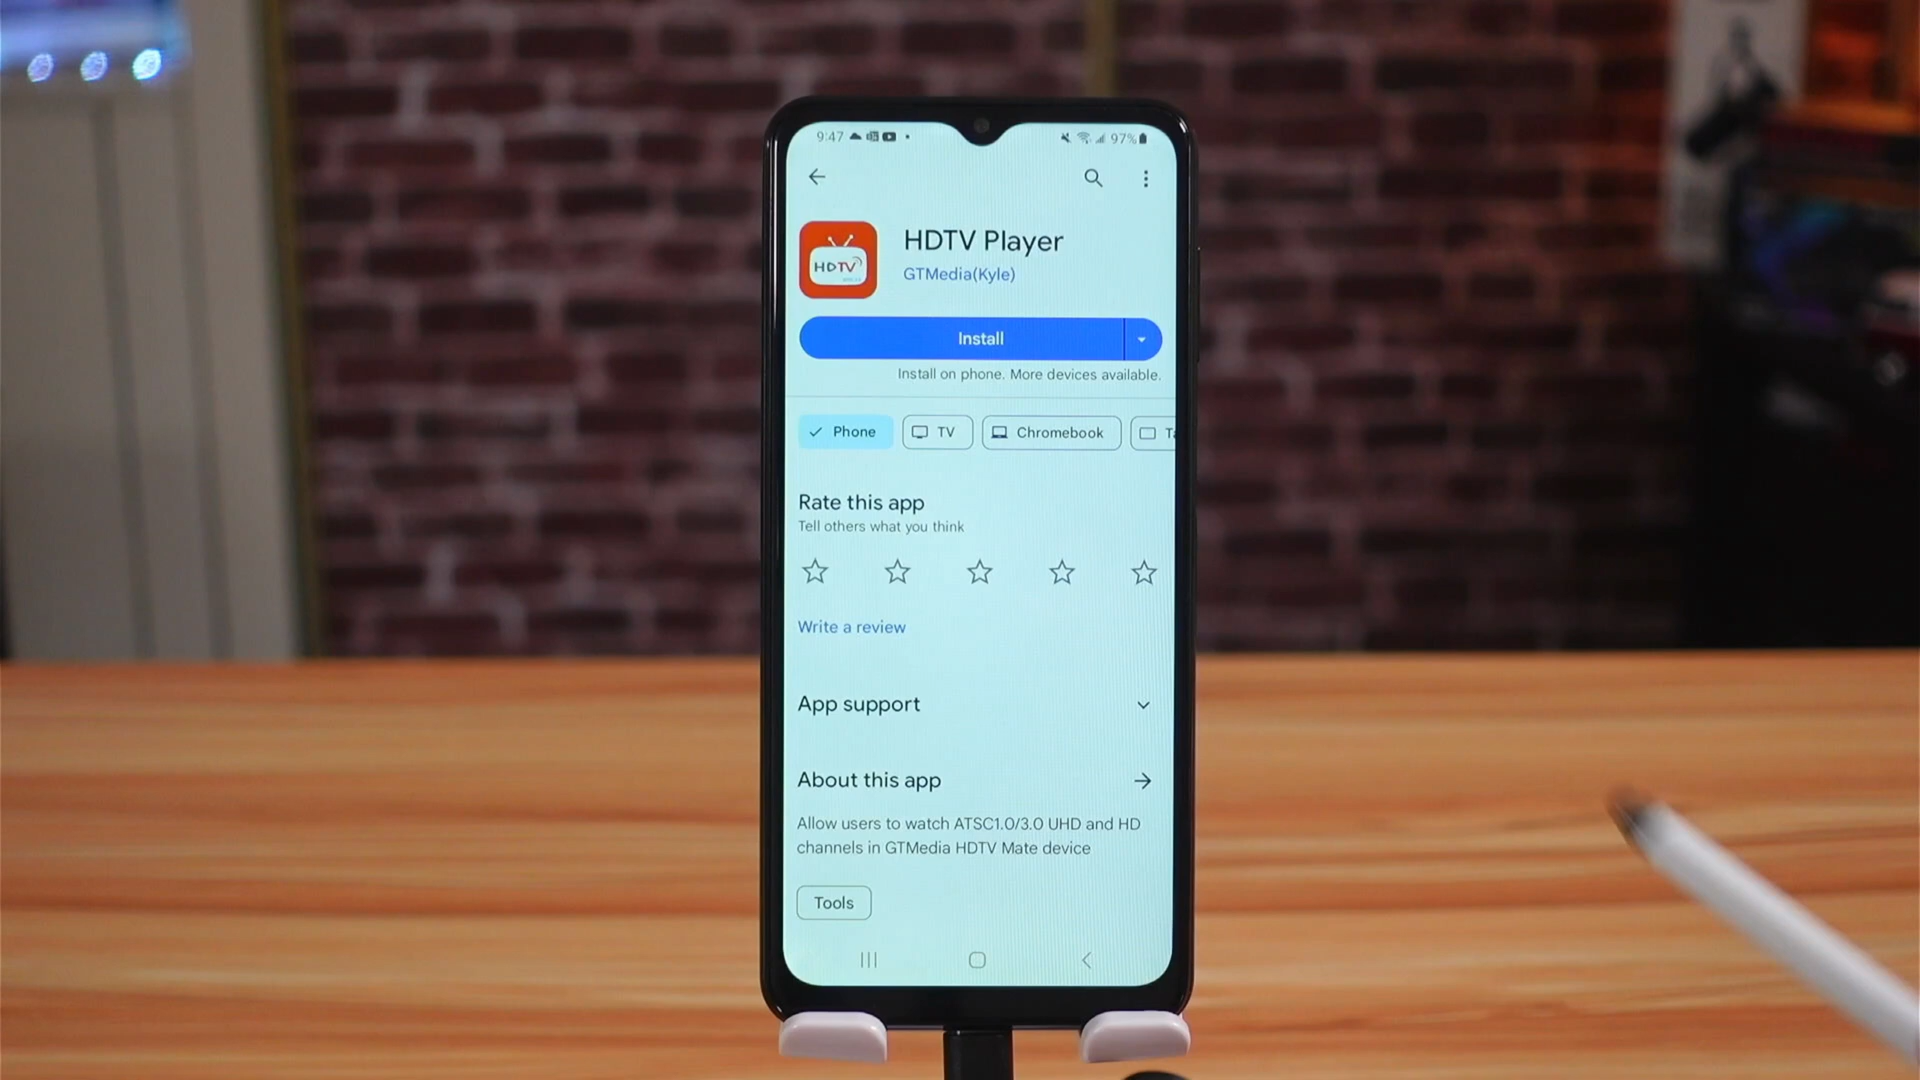 9:47 97%
HDTV Player
HDTV
GTMedia(Kyle)
Install
Install on phone. More devices available.
Phone TV Chromebook
Rate this app
Tell others what you think
Write a review
App support
About this app
Allow users to watch ATSC1.0/3.0 UHD and HD
channels in GTMedia HDTV Mate device
Tools